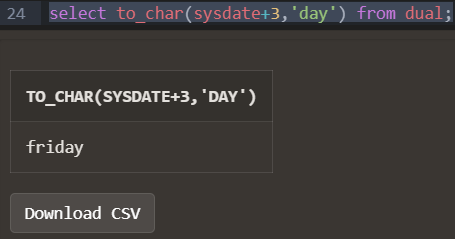 24 select to_char(sysdate+3,'day') from dual;
TO_CHAR(SYSDATE+3,'DAY')
friday
Download CSV